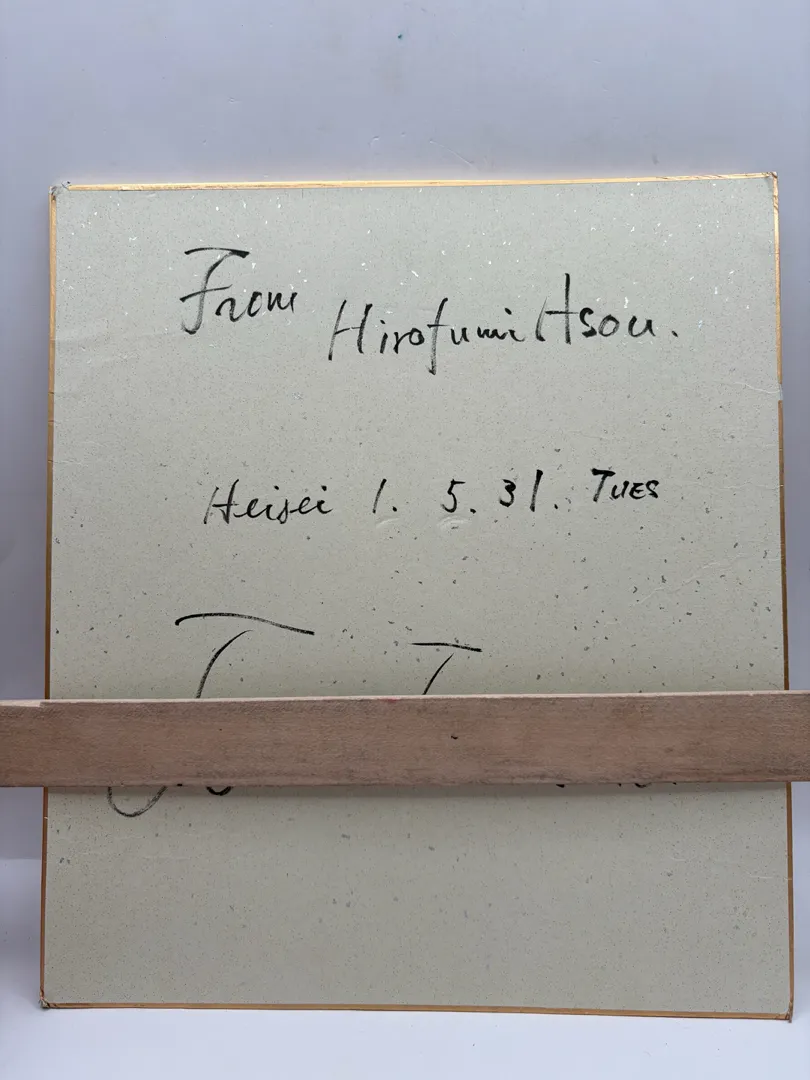 From Hirofumi Asou.
Heisei 1. 5. 31. TUES